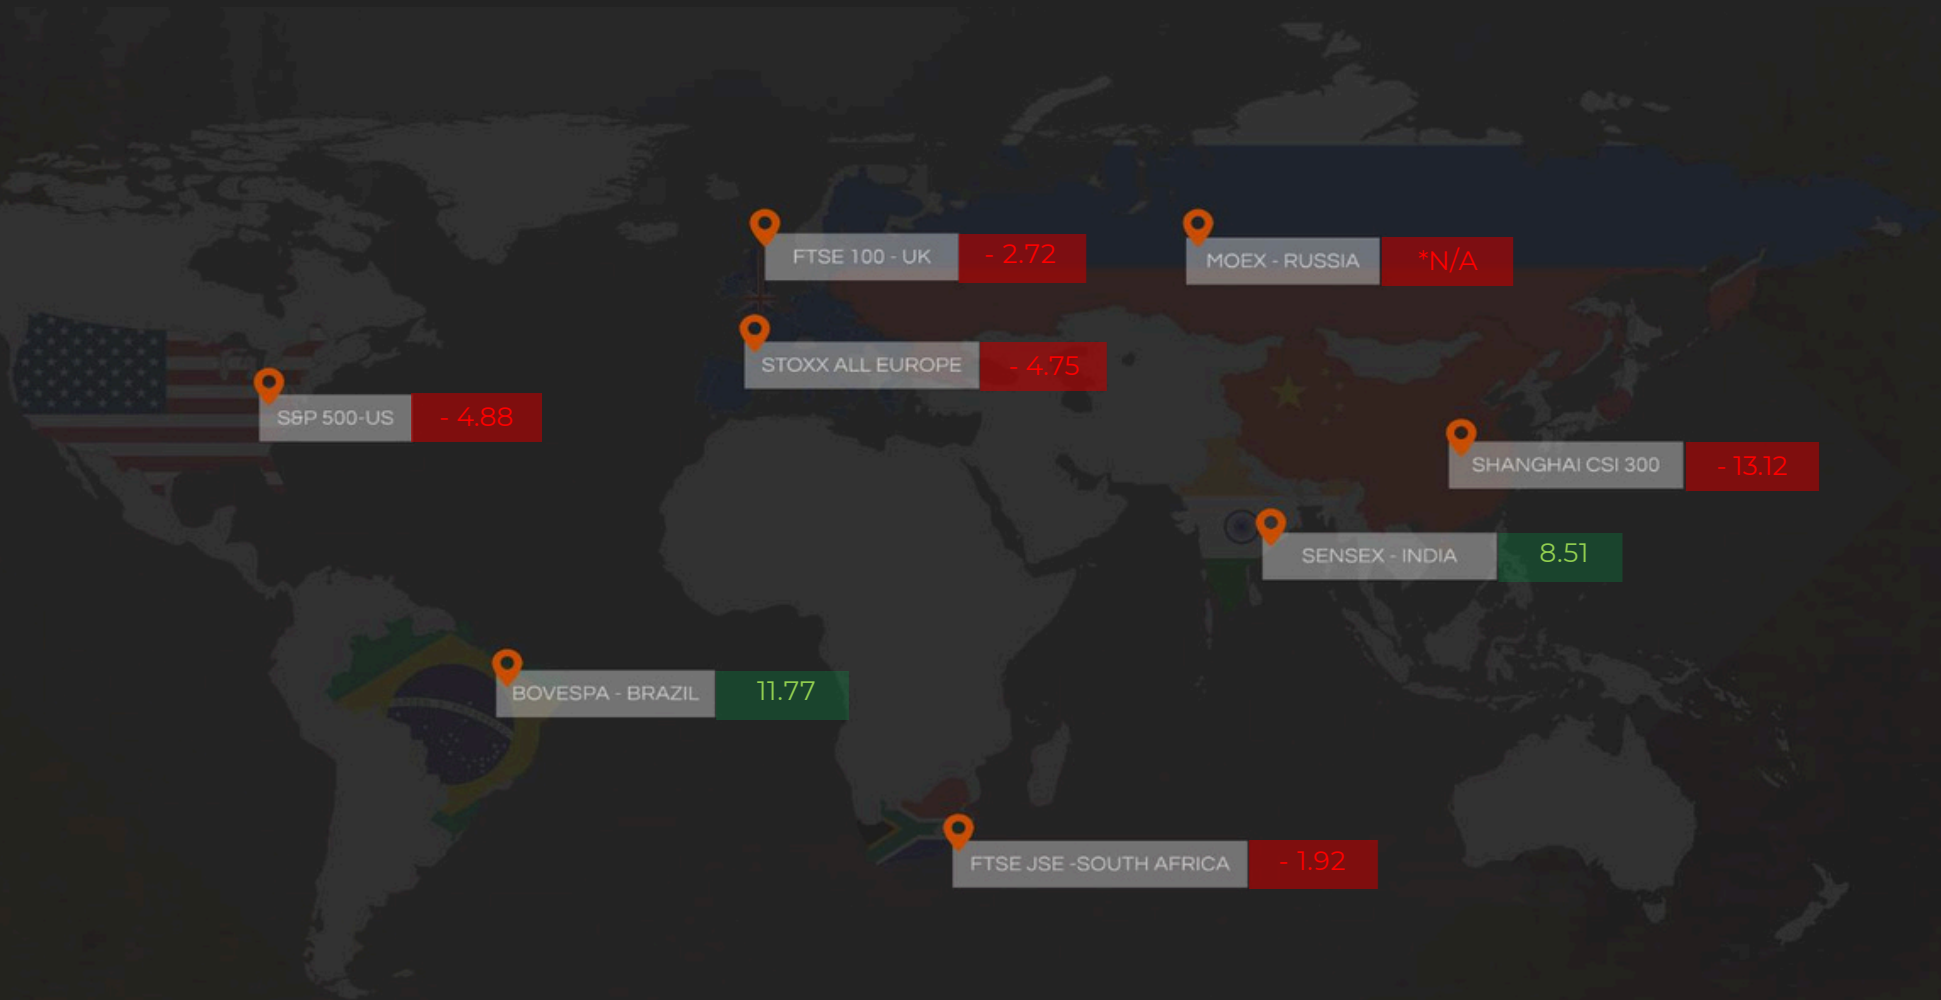 FTSE 100 - UK - 2.72
MOEX - RUSSIA *N/A
STOXX ALL EUROPE - 4.75
S&P 500-US - 4.88
SHANGHAI CSI 300 - 13.12
SENSEX - INDIA 8.51
BOVESPA - BRAZIL 11.77
FTSE JSE -SOUTH AFRICA - 1.92